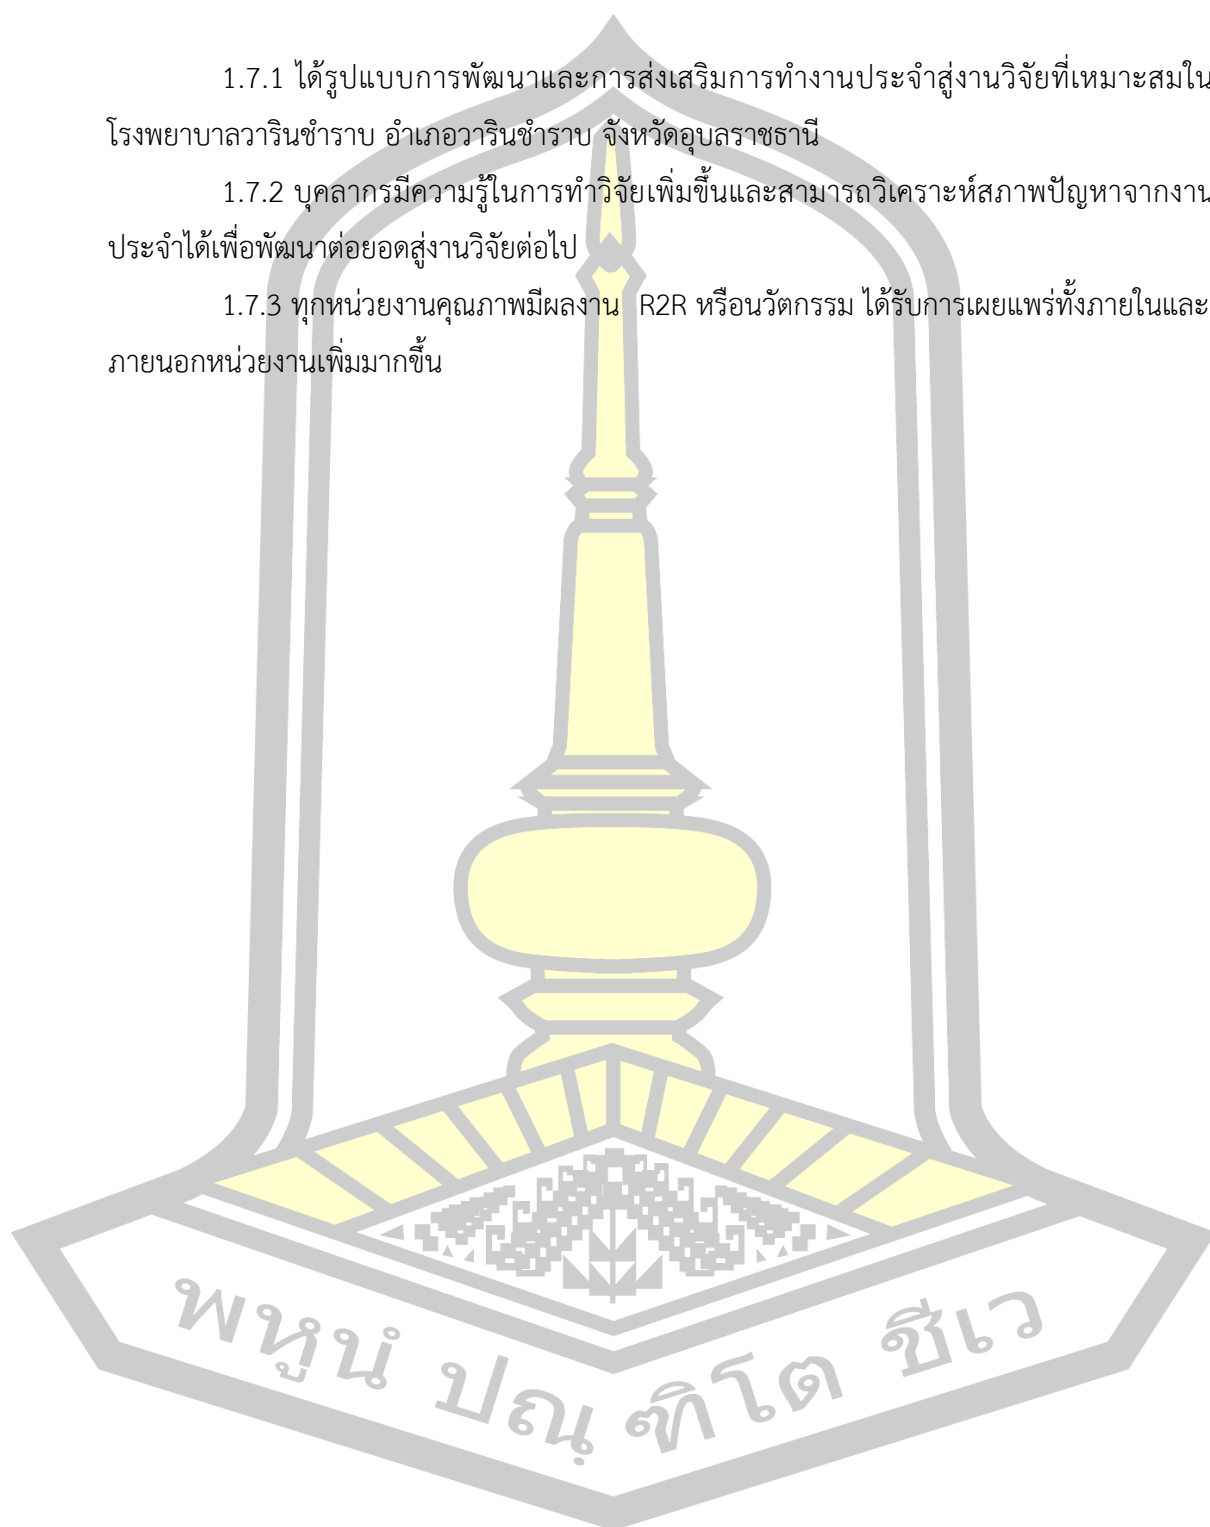 1.7.1 ได้รูปแบบการพัฒนาและการส่งเสริมการทำงานประจำสู่งานวิจัยที่เหมาะสมใน
โรงพยาบาลวารินชำราบ อำเภอวารินชำราบ จังหวัดอุบลราชธานี
1.7.2 บุคลากรมีความรู้ในการทำวิจัยเพิ่มขึ้นและสามารถวิเคราะห์สภาพปัญหาจากงาน
ประจำได้เพื่อพัฒนาต่อยอดสู่งานวิจัยต่อไป
1.7.3 ทุกหน่วยงานคุณภาพมีผลงาน R2R หรือนวัตกรรม ได้รับการเผยแพร่ทั้งภายในและ
ภายนอกหน่วยงานเพิ่มมากขึ้น
พหูนํ ปณฺฑิโต ชีเว